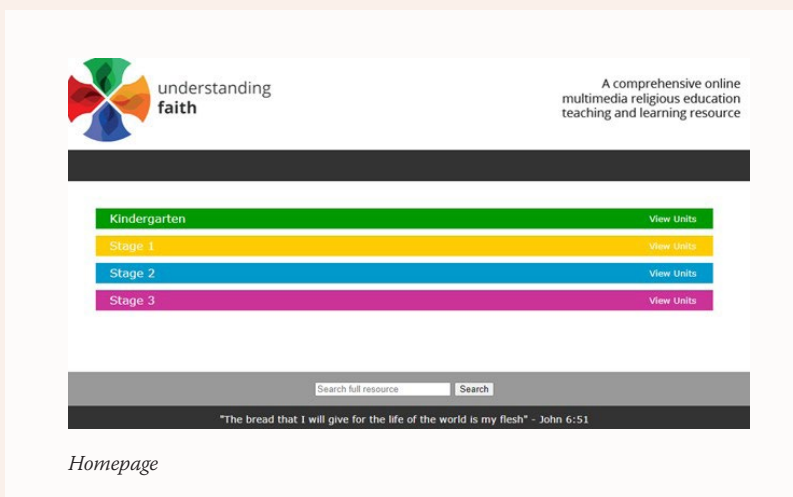 understanding
faith
A comprehensive online
multimedia religious education
teaching and learning resource
Kindergarten View Units
Stage 1 View Units
Stage 2 View Units
Stage 3 View Units
Search full resource Search
"The bread that I will give for the life of the world is my flesh" - John 6:51
Homepage